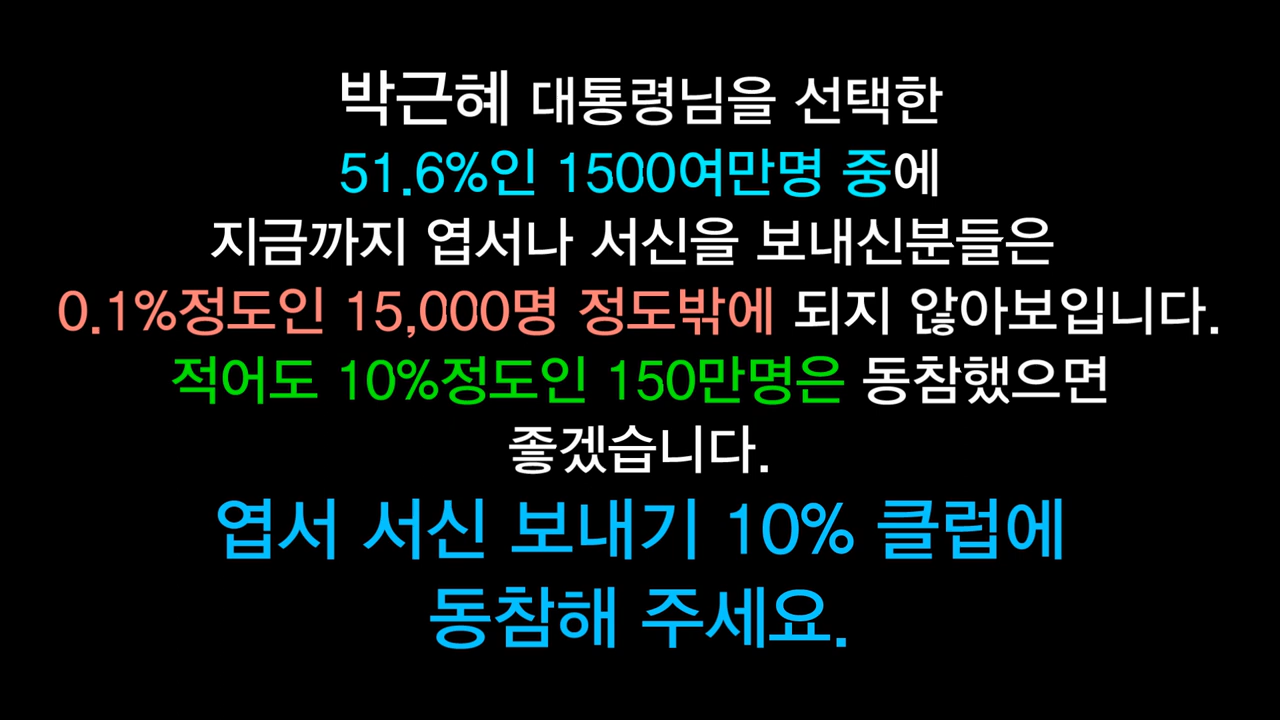 박근혜 대통령님을 선택한
51.6%인 1500여만명 중에
지금까지 엽서나 서신을 보내신분들은
0.1%정도인 15,000명 정도밖에 되지 않아보입니다.
적어도 10%정도인 150만명은 동참했으면
좋겠습니다.
엽서 서신 보내기 10% 클럽에
동참해 주세요.